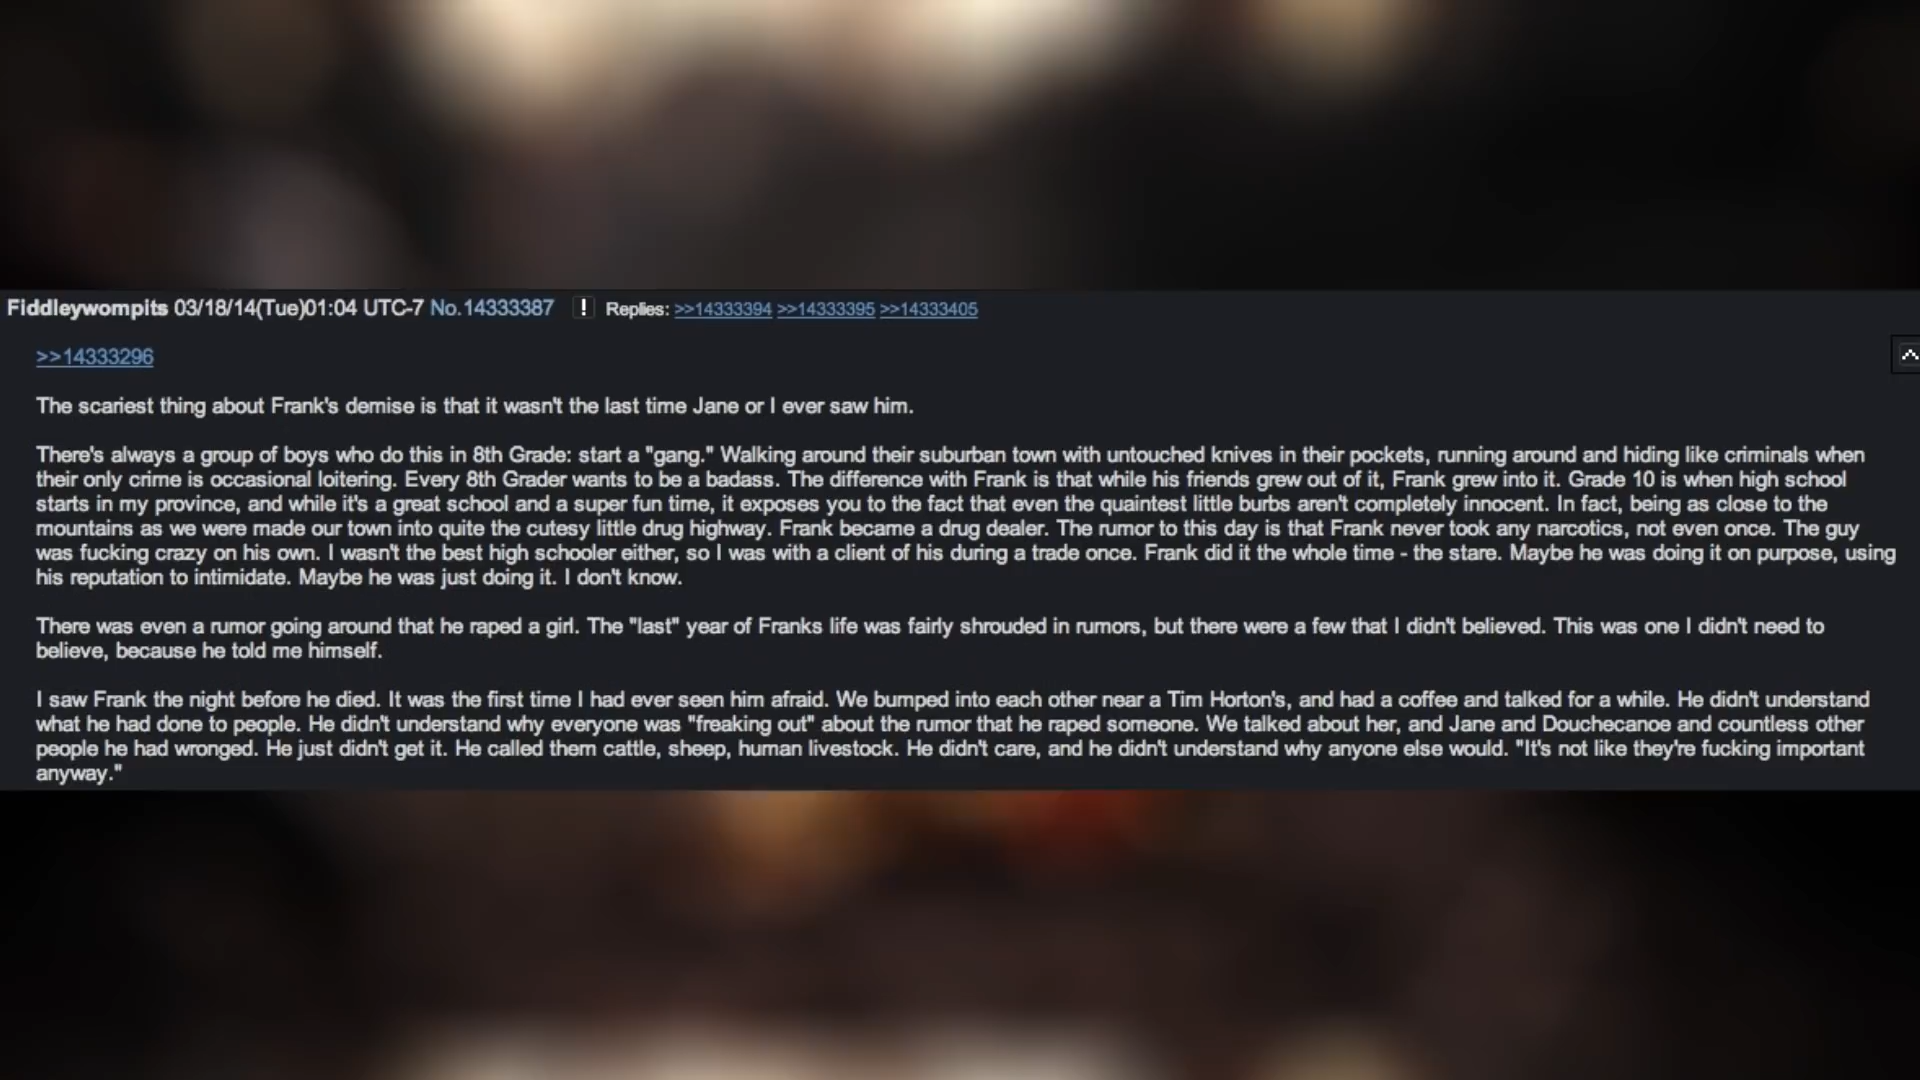 Fiddleywompits 03/18/14(Tue)01:04 UTC-7 No.14333387 ! Replies: >>14333394 >>14333395 >>14333405
>>14333296
The scariest thing about Frank's demise is that it wasn't the last time Jane or I ever saw him.
There's always a group of boys who do this in 8th Grade: start a "gang." Walking around their suburban town with untouched knives in their pockets, running around and hiding like criminals when
their only crime is occasional loitering. Every 8th Grader wants to be a badass. The difference with Frank is that while his friends grew out of it, Frank grew into it. Grade 10 is when high school
starts in my province, and while it's a great school and a super fun time, it exposes you to the fact that even the quaintest little burbs aren't completely innocent. In fact, being as close to the
mountains as we were made our town into quite the cutesy little drug highway. Frank became a drug dealer. The rumor to this day is that Frank never took any narcotics, not even once. The guy
was fucking crazy on his own. I wasn't the best high schooler either, so I was with a client of his during a trade once. Frank did it the whole time - the stare. Maybe he was doing it on purpose, using
his reputation to intimidate. Maybe he was just doing it. I don't know.
There was even a rumor going around that he raped a girl. The "last" year of Franks life was fairly shrouded in rumors, but there were a few that I didn't believed. This was one I didn't need to
believe, because he told me himself.
I saw Frank the night before he died. It was the first time I had ever seen him afraid. We bumped into each other near a Tim Horton's, and had a coffee and talked for a while. He didn't understand
what he had done to people. He didn't understand why everyone was "freaking out" about the rumor that he raped someone. We talked about her, and Jane and Douchecanoe and countless other
people he had wronged. He just didn't get it. He called them cattle, sheep, human livestock. He didn't care, and he didn't understand why anyone else would. "It's not like they're fucking important
anyway."